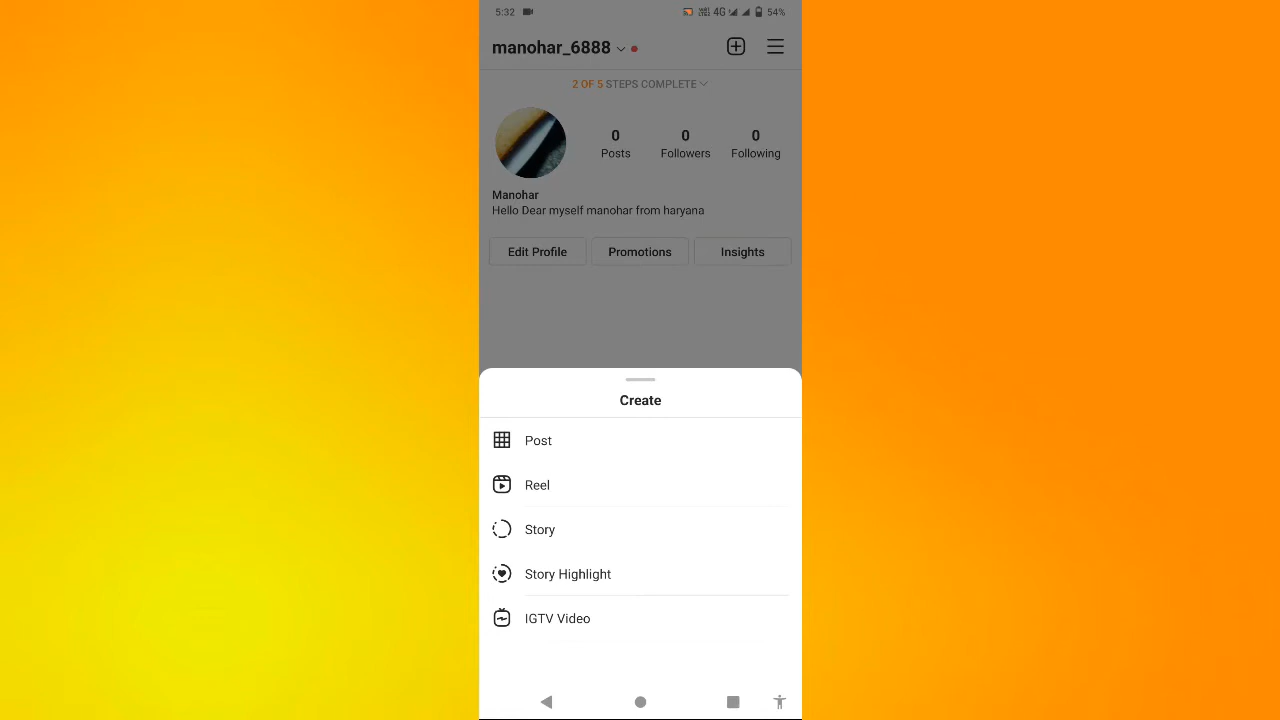 5:32 4G 54%
manohar_6888
2 OF 5 STEPS COMPLETE
0 0 0
Posts Followers Following
Manohar
Hello Dear myself manohar from haryana
Edit Profile Promotions Insights
Create
Post
Reel
Story
Story Highlight
IGTV Video